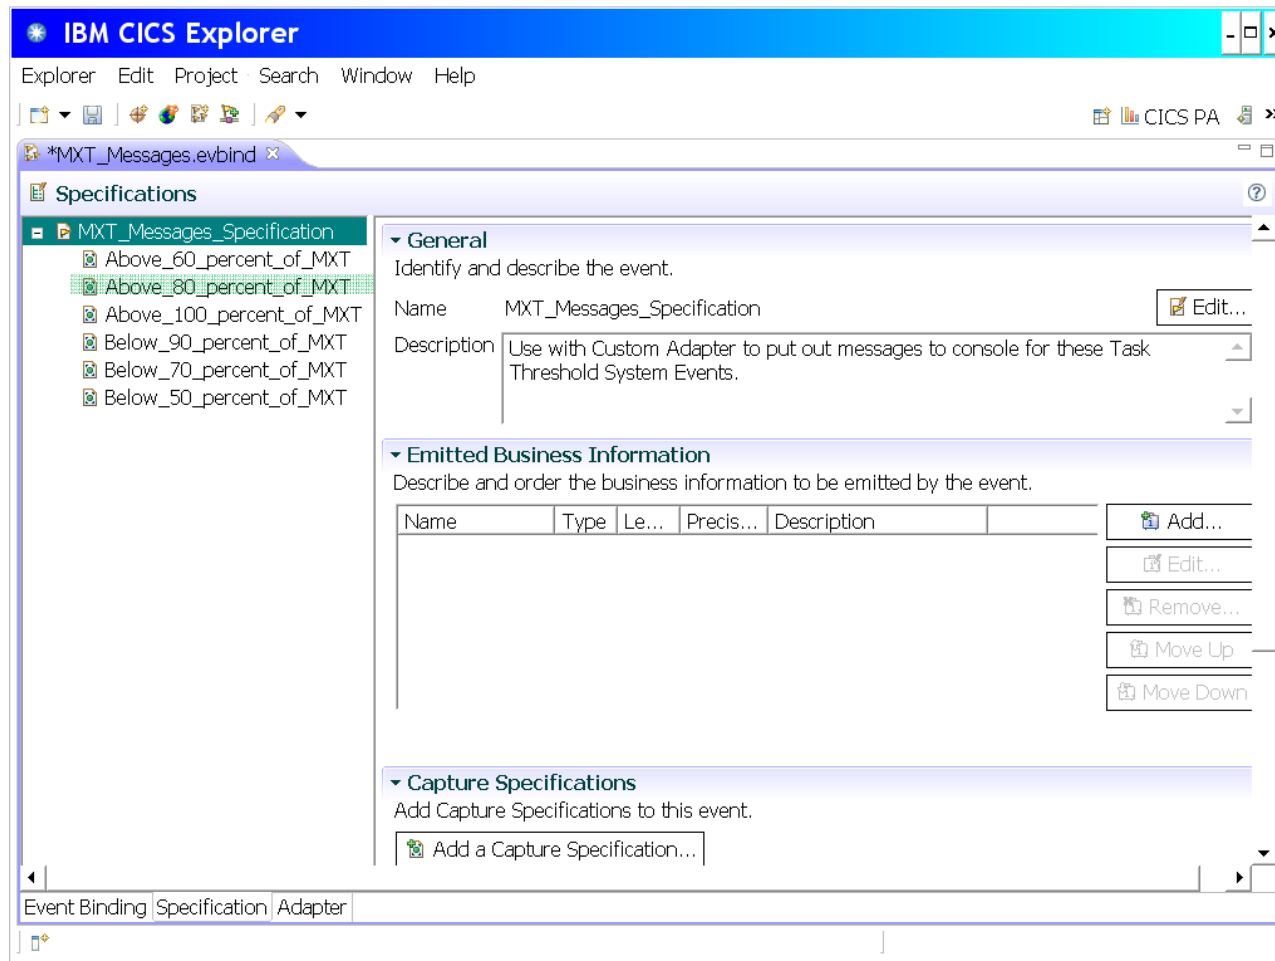 IBM CICS Explorer
Explorer Edit Project Search Window Help
CICS PA
*MXT_Messages.evbind
Specifications
MXT_Messages_Specification
Above_60_percent_of_MXT
Above_80_percent_of_MXT
Above_100_percent_of_MXT
Below_90_percent_of_MXT
Below_70_percent_of_MXT
Below_50_percent_of_MXT
General
Identify and describe the event.
Name MXT_Messages_Specification Edit...
Description Use with Custom Adapter to put out messages to console for these Task
Threshold System Events.
Emitted Business Information
Describe and order the business information to be emitted by the event.
Name Type Le... Precis... Description
Add...
Edit...
Remove...
Move Up
Move Down
Capture Specifications
Add Capture Specifications to this event.
Add a Capture Specification...
Event Binding Specification Adapter